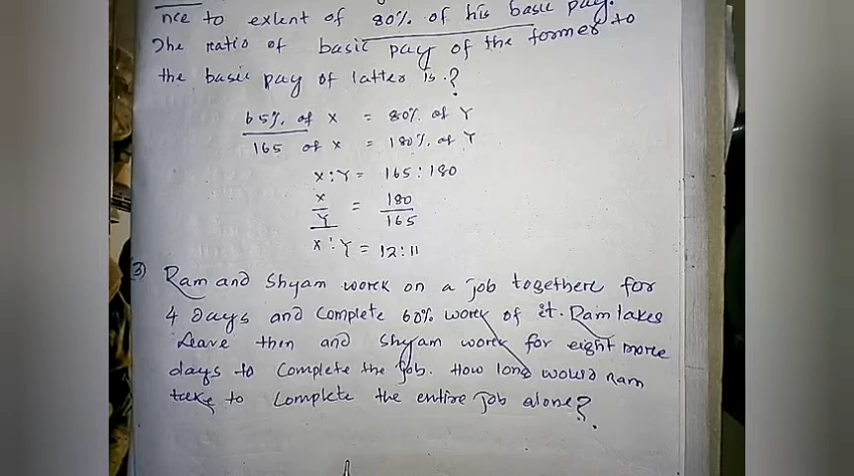 nce to extent of 80% of his basic pay.
The ratio of basic pay of the former to
the basic pay of latter is.?
65% of X = 80% of Y
165 of X = 180% of Y
X:Y = 165:180
X/Y = 180/165
X:Y = 12:11
(3) Ram and Shyam work on a job together for
4 days and complete 60% work of it. Ram takes
leave then and Shyam work for eight more
days to complete the job. How long would Ram
take to complete the entire job alone?